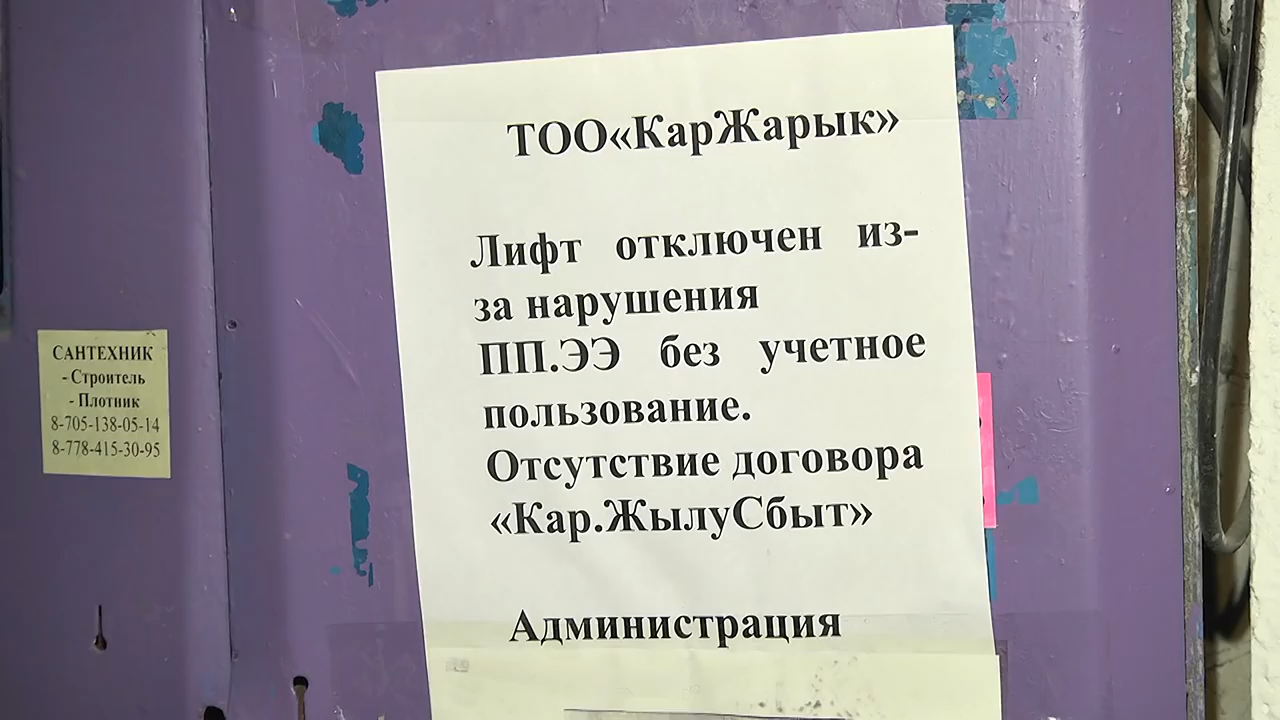 ТОО«КарЖарык»
Лифт отключен из-
за нарушения
ПП.ЭЭ без учетное
пользование.
Отсутствие договора
«Кар.ЖылуСбыт»
Администрация
САНТЕХНИК
- Строитель
- Плотник
8-705-138-05-14
8-778-415-30-95